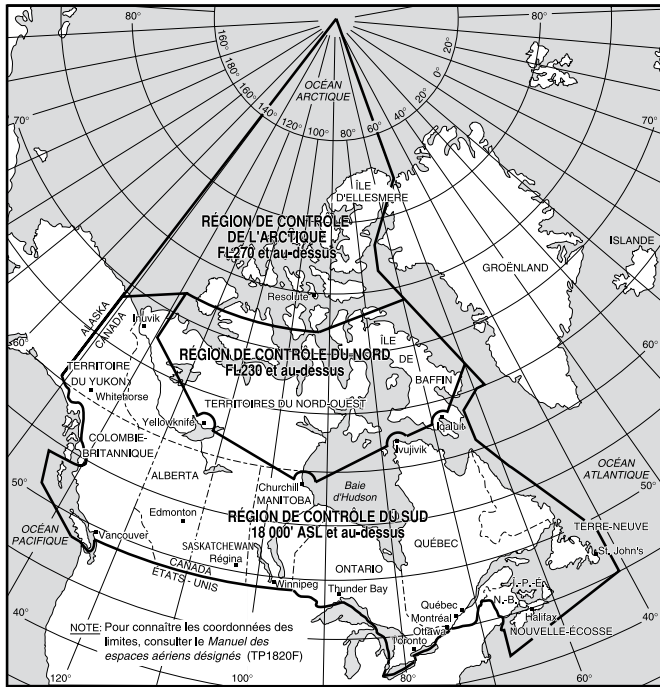 80°
160°
160°
140°
140°
120°
100°
80°
60°
40°
20°
0°
20°
80°
70°
70°
60°
60°
50°
50°
40°
40°
OCÉAN
ARCTIQUE
ÎLE
D'ELLESMERE
RÉGION DE CONTRÔLE
DE L'ARCTIQUE
FL270 et au-dessus
ISLANDE
GROËNLAND
Resolute
ALASKA
CANADA
Inuvik
RÉGION DE CONTRÔLE DU NORD
FL230 et au-dessus
ÎLE
DE
BAFFIN
TERRITOIRE
DU YUKON
Whitehorse
TERRITOIRES DU NORD-OUEST
Yellowknife
Iqaluit
Ivujivik
COLOMBIE-
BRITANNIQUE
ALBERTA
Churchill
MANITOBA
Baie
d'Hudson
OCÉAN
ATLANTIQUE
Edmonton
RÉGION DE CONTRÔLE DU SUD
18 000' ASL et au-dessus
QUÉBEC
TERRE-NEUVE
St. John's
OCÉAN
PACIFIQUE
Vancouver
SASKATCHEWAN
Régina
CANADA
ÉTATS - UNIS
Winnipeg
ONTARIO
Thunder Bay
I.-P.-E.
N.-B.
Québec
Montréal
Ottawa
Toronto
Halifax
NOUVELLE-ÉCOSSE
NOTE: Pour connaître les coordonnées des
limites, consulter le Manuel des
espaces aériens désignés (TP1820F)
120°
100°
80°
60°